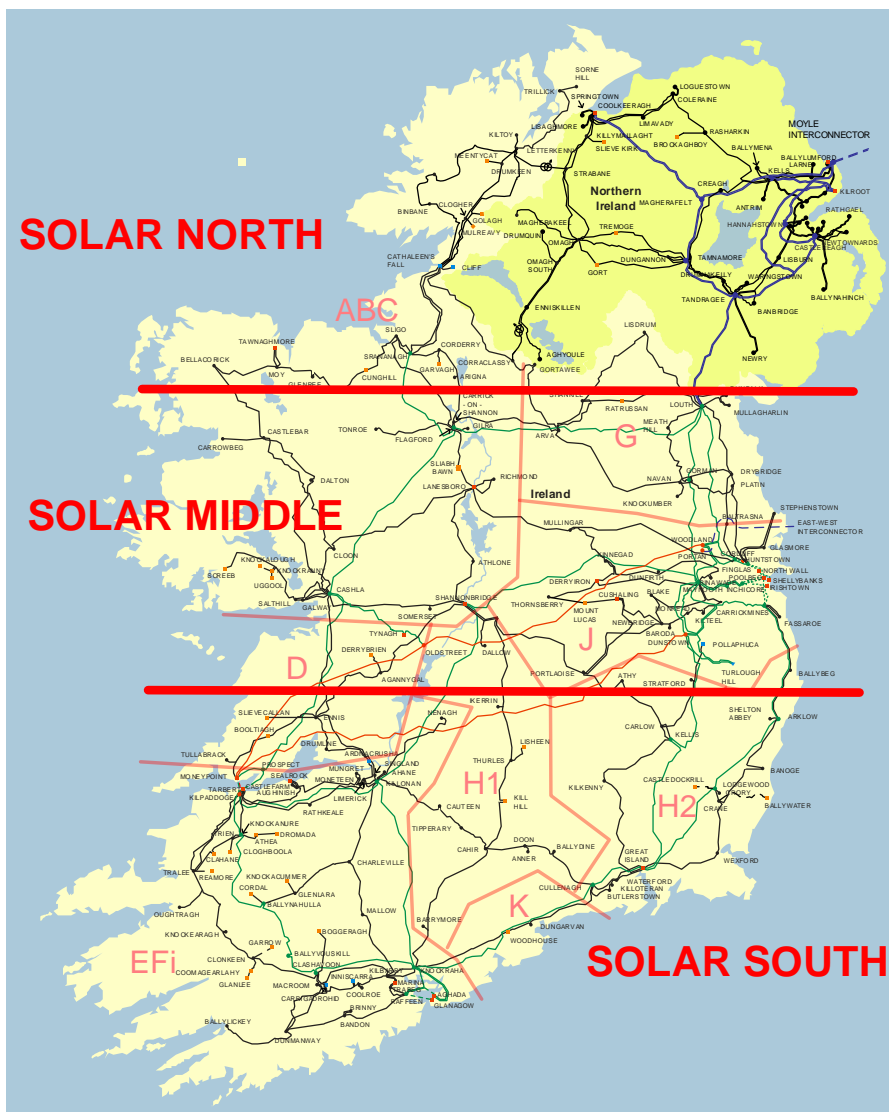 SORNE
HILL
TRILLICK
SPRINGTOWN
COOLKEERAGH
LOGUESTOWN
COLERAINE
LISAGHMORE
LIMAVADY
MOYLE
INTERCONNECTOR
KILTOY
KILLYMALLAGHT
RASHARKIN
BROCKAGHBOY
SLIEVE KIRK
BALLYMENA
LETTERKENNY
MEENTYCAT
BALLYLUMFORD
LARNE
DRUMKEEN
STRABANE
KELLS
CREAGH
KILROOT
Northern
Ireland
MAGHERAFELT
CLOGHER
BINBANE
GOLAGH
MAGHERAKEEL
ANTRIM
RATHGAEL
MULREAVY
DRUMQUIN
TREMOGE
HANNAHSTOWN
SOLAR NORTH
OMAGH
CASTLEREAGH
NEWTOWNARDS
CATHALEEN'S
FALL
CLIFF
OMAGH
SOUTH
DUNGANNON
TAMNAMORE
LISBURN
GORT
DRUMNAKELLY
WARINGSTOWN
TANDRAGEE
BALLYNAHINCH
ABC
ENNISKILLEN
BANBRIDGE
SLIGO
LISDRUM
TAWNAGHMORE
CORDERRY
NEWRY
BELLACORICK
SRANANAGH
CORRACLASSY
AGHYOULE
MOY
GARVAGH
GORTAWEE
GLENREE
CUNGHILL
ARIGNA
CARRICK
- ON -
SHANNON
RATRUSSAN
LOUTH
MULLAGHARLIN
CASTLEBAR
TONROE
GILRA
MEATH
HILL
CARROWBEG
FLAGFORD
ARVA
G
SLIABH
BAWN
GORMAN
DRYBRIDGE
DALTON
RICHMOND
NAVAN
PLATIN
LANESBORO
Ireland
KNOCKUMBER
STEPHENSTOWN
SOLAR MIDDLE
BALTRASNA
MULLINGAR
EAST-WEST
INTERCONNECTOR
WOODLAND
GLASMORE
CLOON
KINNEGAD
PORTAN
CORDUFF
HUNTSTOWN
KNOCKALOUGH
ATHLONE
FINGLAS
NORTH WALL
SCREEB
KNOCKRANNY
DERRYIRON
DUNFIRTH
POOLBEG
SHELLYBANKS
UGGOOL
CASHLA
BLAKE
MAYNOOTH
INCHICORE
IRISHTOWN
SALTHILL
GALWAY
SHANNONBRIDGE
THORNSBERRY
CUSHALING
MONREAD
CARRICKMINES
SOMERSET
MOUNT
LUCAS
NEWBRIDGE
KILTEEL
FASSAROE
TYNAGH
J
BARODA
DUNSTOWN
POLLAPHUCA
DERRYBRIEN
OLDSTREET
DALLOW
D
PORTLAOISE
ATHY
TURLOUGH
HILL
BALLYBEG
AGANNYGAL
STRATFORD
IKERRIN
SLIEVECALLAN
NENAGH
SHELTON
ABBEY
ARKLOW
ENNIS
BOOLTIAGH
CARLOW
DRUMLINE
LISHEEN
KELLIS
TULLABRACK
ARDNACRUSHA
PROSPECT
SINGLAND
THURLES
BANOGE
MONEYPOINT
SEALROCK
MUNGRET
AHANE
H1
CASTLEDOCKRILL
TARBERT
CASTLEFARM
MONETEEN
KILLONAN
KILKENNY
LODGEWOOD
KILPADDOGE
AUGHINISH
LIMERICK
KILL
HILL
H2
CRORY
RATHKEALE
CAUTEEN
CRANE
BALLYWATER
KNOCKANURE
TRIEN
DROMADA
TIPPERARY
ATHEA
DOON
CLOGHBOOLA
CAHIR
BALLYDINE
GREAT
ISLAND
CLAHANE
CHARLEVILLE
ANNER
WEXFORD
TRALEE
REAMORE
KNOCKACUMMER
CORDAL
GLENLARA
CULLENAGH
WATERFORD
KILLOTERAN
BUTLERSTOWN
BALLYNAHULLA
K
OUGHTRAGH
MALLOW
BARRYMORE
DUNGARVAN
KNOCKEARAGH
BOGGERAGH
WOODHOUSE
GARROW
EFi
CLONKEEN
BALLYVOUSKILL
SOLAR SOUTH
COOMAGEARLAHY
CLASHAVOON
KILBARRY
KNOCKRAHA
GLANLEE
INNISCARRA
MARINA
MACROOM
TRABEG
COOLROE
AGHADA
CARRIGADROHID
RAFFEEN
GLANAGOW
BRINNY
BALLYLICKEY
BANDON
DUNMANWAY